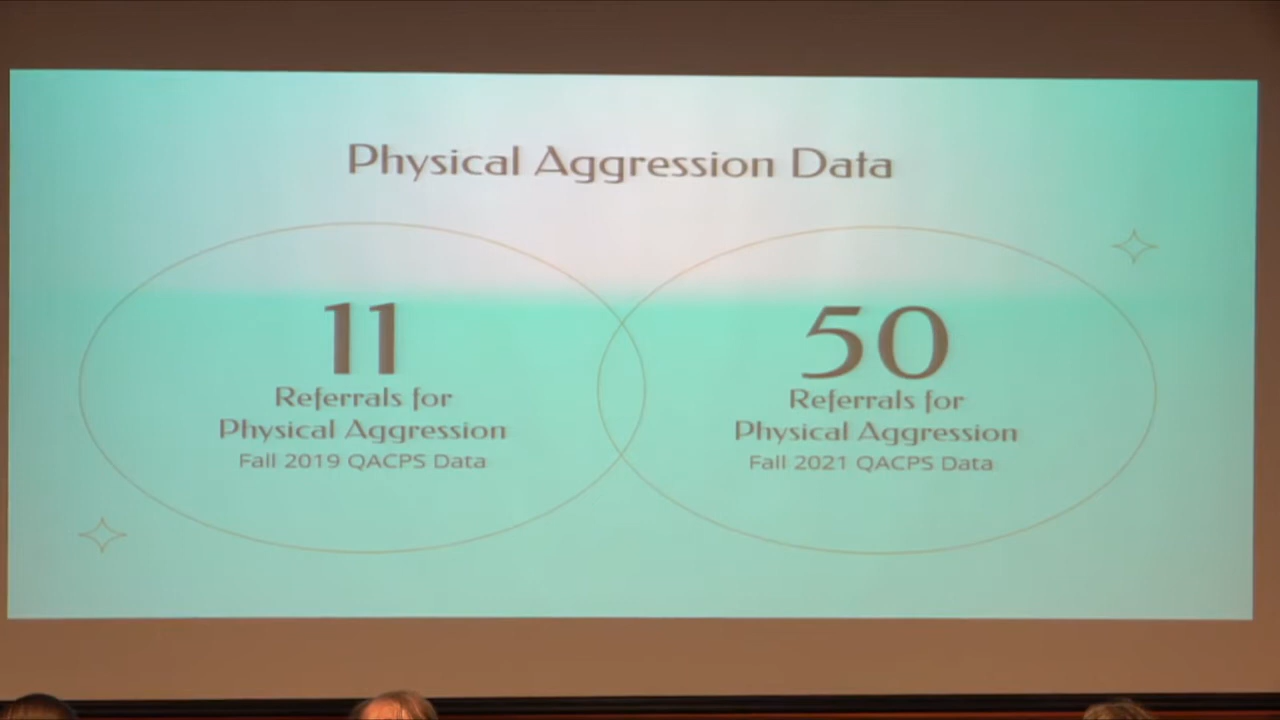 Physical Aggression Data
11
Referrals for
Physical Aggression
Fall 2019 QACPS Data
50
Referrals for
Physical Aggression
Fall 2021 QACPS Data